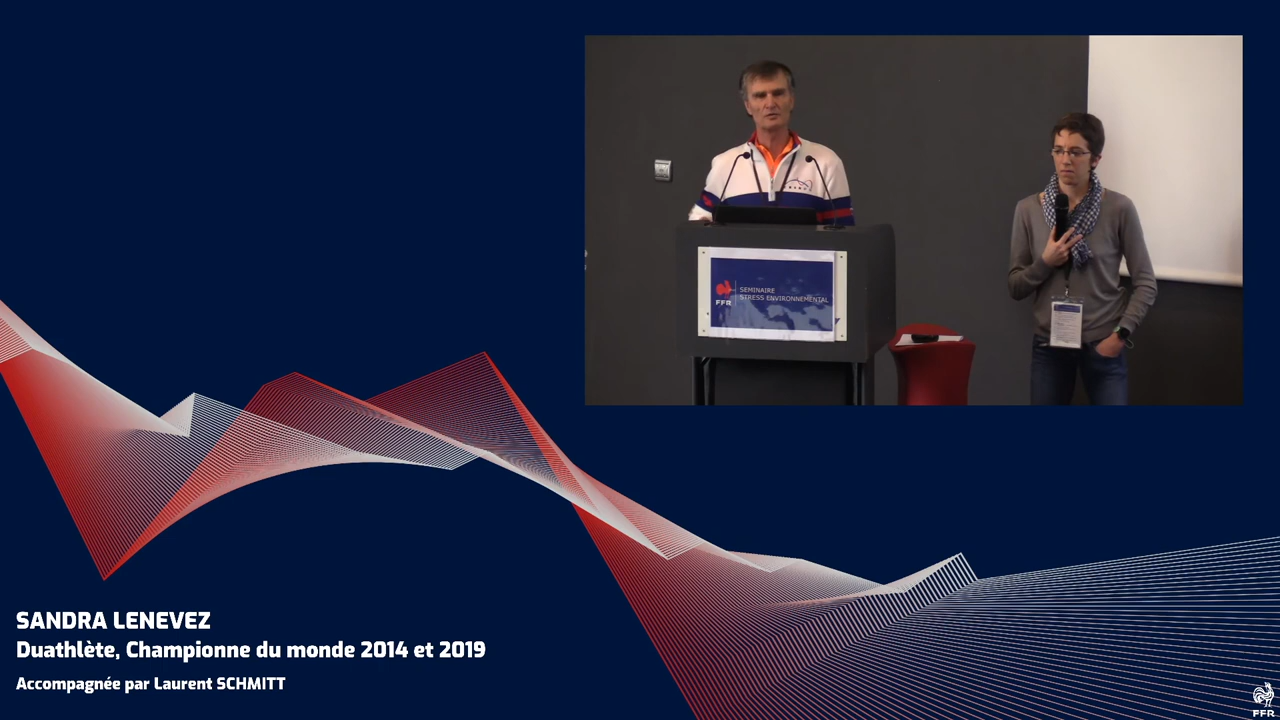 FFR
SEMINAIRE
STRESS ENVIRONNEMENTAL
SANDRA LENEVEZ
Duathlète, Championne du monde 2014 et 2019
Accompagnée par Laurent SCHMITT
FFR